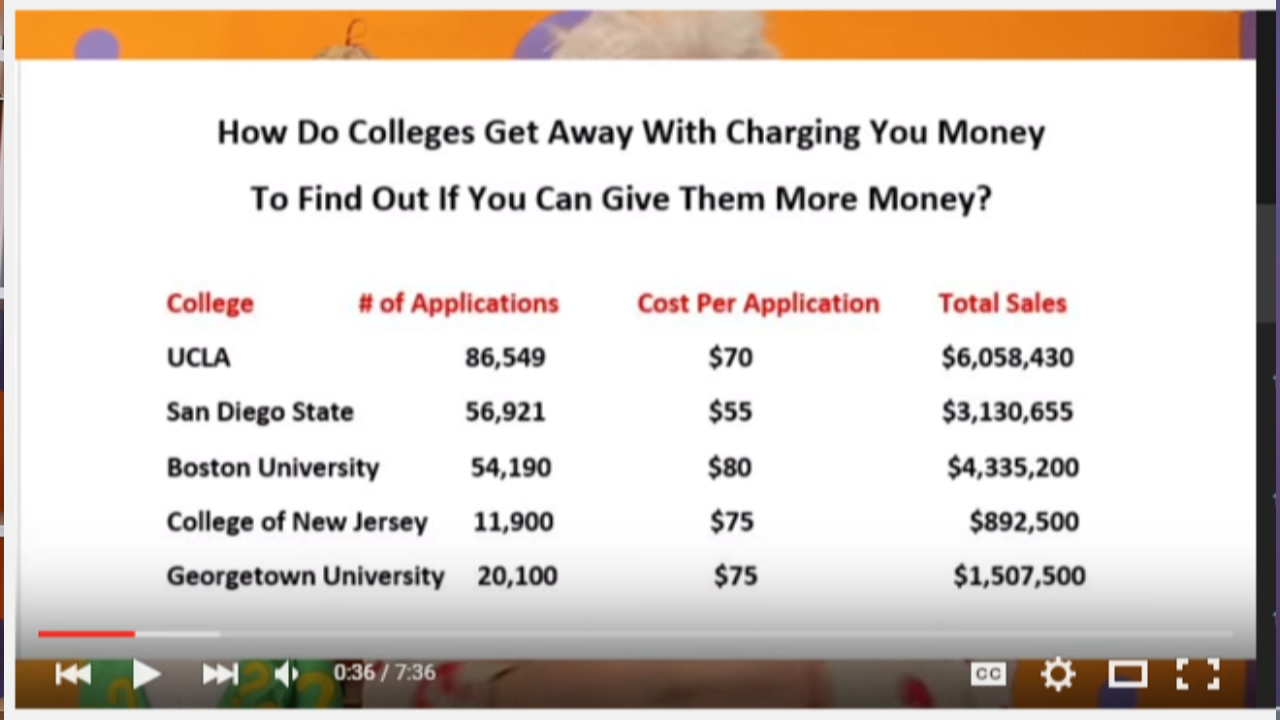 How Do Colleges Get Away With Charging You Money
To Find Out If You Can Give Them More Money?
College # of Applications Cost Per Application Total Sales
UCLA 86,549 $70 $6,058,430
San Diego State 56,921 $55 $3,130,655
Boston University 54,190 $80 $4,335,200
College of New Jersey 11,900 $75 $892,500
Georgetown University 20,100 $75 $1,507,500
0:36 / 7:36 CC